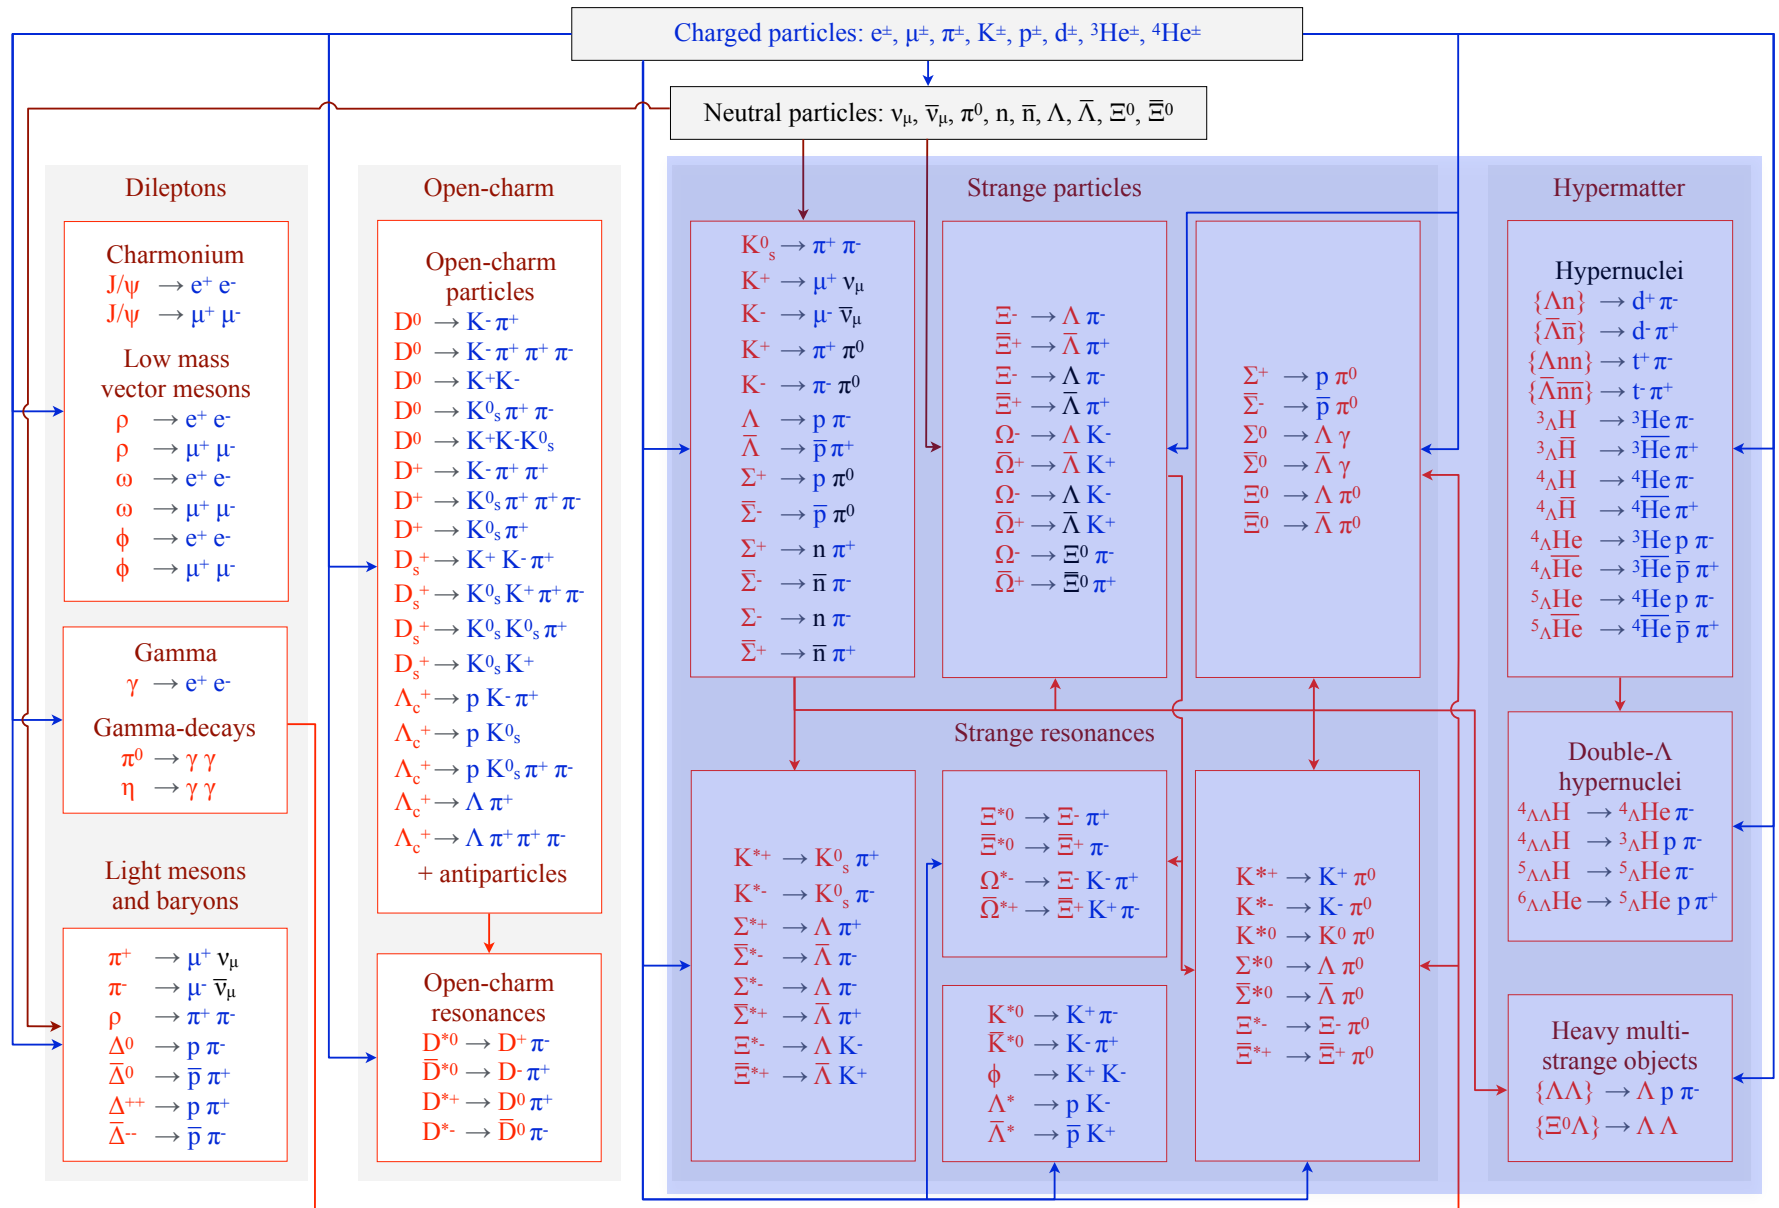 Charged particles: e±, μ±, π±, K±, p±, d±, ³He±, ⁴He±
Neutral particles: νμ, ν̅μ, π⁰, n, n̅, Λ, Λ̅, Ξ⁰, Ξ̅⁰
Dileptons
Charmonium
J/ψ → e⁺ e⁻
J/ψ → μ⁺ μ⁻
Low mass
vector mesons
ρ → e⁺ e⁻
ρ → μ⁺ μ⁻
ω → e⁺ e⁻
ω → μ⁺ μ⁻
ϕ → e⁺ e⁻
ϕ → μ⁺ μ⁻
Gamma
γ → e⁺ e⁻
Gamma-decays
π⁰ → γ γ
η → γ γ
Light mesons
and baryons
π⁺ → μ⁺ νμ
π⁻ → μ⁻ ν̅μ
ρ → π⁺ π⁻
Δ⁰ → p π⁻
Δ̅⁰ → p̅ π⁺
Δ⁺⁺ → p π⁺
Δ̅⁻⁻ → p̅ π⁻
Open-charm
Open-charm
particles
D⁰ → K⁻ π⁺
D⁰ → K⁻ π⁺ π⁺ π⁻
D⁰ → K⁺K⁻
D⁰ → K⁰ₛ π⁺ π⁻
D⁰ → K⁺K⁻K⁰ₛ
D⁺ → K⁻ π⁺ π⁺
D⁺ → K⁰ₛ π⁺ π⁺ π⁻
D⁺ → K⁰ₛ π⁺
Dₛ⁺ → K⁺ K⁻ π⁺
Dₛ⁺ → K⁰ₛ K⁺ π⁺ π⁻
Dₛ⁺ → K⁰ₛ K⁰ₛ π⁺
Dₛ⁺ → K⁰ₛ K⁺
Λc⁺ → p K⁻ π⁺
Λc⁺ → p K⁰ₛ
Λc⁺ → p K⁰ₛ π⁺ π⁻
Λc⁺ → Λ π⁺
Λc⁺ → Λ π⁺ π⁺ π⁻
+ antiparticles
Open-charm
resonances
D*⁰ → D⁺ π⁻
D̅*⁰ → D⁻ π⁺
D*⁺ → D⁰ π⁺
D*⁻ → D̅⁰ π⁻
Strange particles
K⁰ₛ → π⁺ π⁻
K⁺ → μ⁺ νμ
K⁻ → μ⁻ ν̅μ
K⁺ → π⁺ π⁰
K⁻ → π⁻ π⁰
Λ → p π⁻
Λ̅ → p̅ π⁺
Σ⁺ → p π⁰
Σ̅⁻ → p̅ π⁰
Σ⁺ → n π⁺
Σ̅⁻ → n̅ π⁻
Σ⁻ → n π⁻
Σ̅⁺ → n̅ π⁺
Ξ⁻ → Λ π⁻
Ξ̅⁺ → Λ̅ π⁺
Ξ⁻ → Λ π⁻
Ξ̅⁺ → Λ̅ π⁺
Ω⁻ → Λ K⁻
Ω̅⁺ → Λ̅ K⁺
Ω⁻ → Λ K⁻
Ω̅⁺ → Λ̅ K⁺
Ω⁻ → Ξ⁰ π⁻
Ω̅⁺ → Ξ̅⁰ π⁺
Σ⁺ → p π⁰
Σ̅⁻ → p̅ π⁰
Σ⁰ → Λ γ
Σ̅⁰ → Λ̅ γ
Ξ⁰ → Λ π⁰
Ξ̅⁰ → Λ̅ π⁰
Strange resonances
K*⁺ → K⁰ₛ π⁺
K*⁻ → K⁰ₛ π⁻
Σ*⁺ → Λ π⁺
Σ̅*⁻ → Λ̅ π⁻
Σ*⁻ → Λ π⁻
Σ̅*⁺ → Λ̅ π⁺
Ξ*⁻ → Λ K⁻
Ξ̅*⁺ → Λ̅ K⁺
Ξ*⁰ → Ξ⁻ π⁺
Ξ̅*⁰ → Ξ̅⁺ π⁻
Ω*⁻ → Ξ⁻ K⁻ π⁺
Ω̅*⁺ → Ξ̅⁺ K⁺ π⁻
K*⁰ → K⁺ π⁻
K̅*⁰ → K⁻ π⁺
ϕ → K⁺ K⁻
Λ* → p K⁻
Λ̅* → p̅ K⁺
K*⁺ → K⁺ π⁰
K*⁻ → K⁻ π⁰
K*⁰ → K⁰ π⁰
Σ*⁰ → Λ π⁰
Σ̅*⁰ → Λ̅ π⁰
Ξ*⁻ → Ξ⁻ π⁰
Ξ̅*⁺ → Ξ̅⁺ π⁰
Hypermatter
Hypernuclei
{Λn} → d⁺ π⁻
{Λ̅n̅} → d⁻ π⁺
{Λnn} → t⁺ π⁻
{Λ̅n̅n̅} → t⁻ π⁺
³ΛH → ³He π⁻
³ΛH̅ → ³H̅e̅ π⁺
⁴ΛH → ⁴He π⁻
⁴ΛH̅ → ⁴H̅e̅ π⁺
⁴ΛHe → ³He p π⁻
⁴ΛH̅e̅ → ³H̅e̅ p̅ π⁺
⁵ΛHe → ⁴He p π⁻
⁵ΛH̅e̅ → ⁴H̅e̅ p̅ π⁺
Double-Λ
hypernuclei
⁴ΛΛH → ⁴ΛHe π⁻
⁴ΛΛH → ³ΛH p π⁻
⁵ΛΛH → ⁵ΛHe π⁻
⁶ΛΛHe → ⁵ΛHe p π⁺
Heavy multi-
strange objects
{ΛΛ} → Λ p π⁻
{Ξ⁰Λ} → Λ Λ